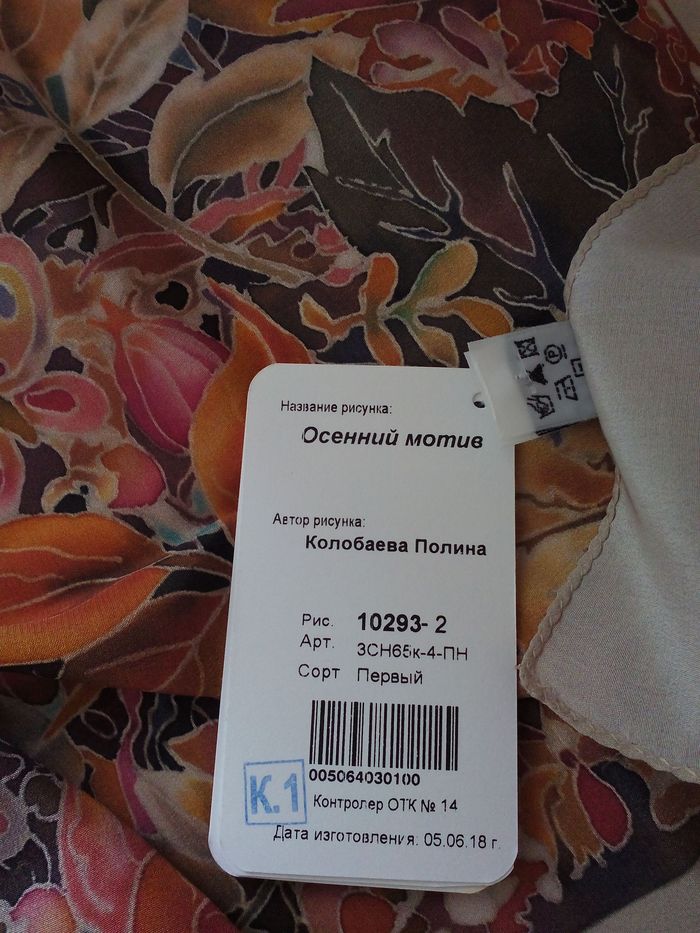 Название рисунка:
Осенний мотив
Автор рисунка:
Колобаева Полина
Рис. 10293- 2
Арт. ЗСН65к-4-ПН
Сорт Первый
005064030100
К.1
Контролер ОТК № 14
Дата изготовления: 05.06.18 г.